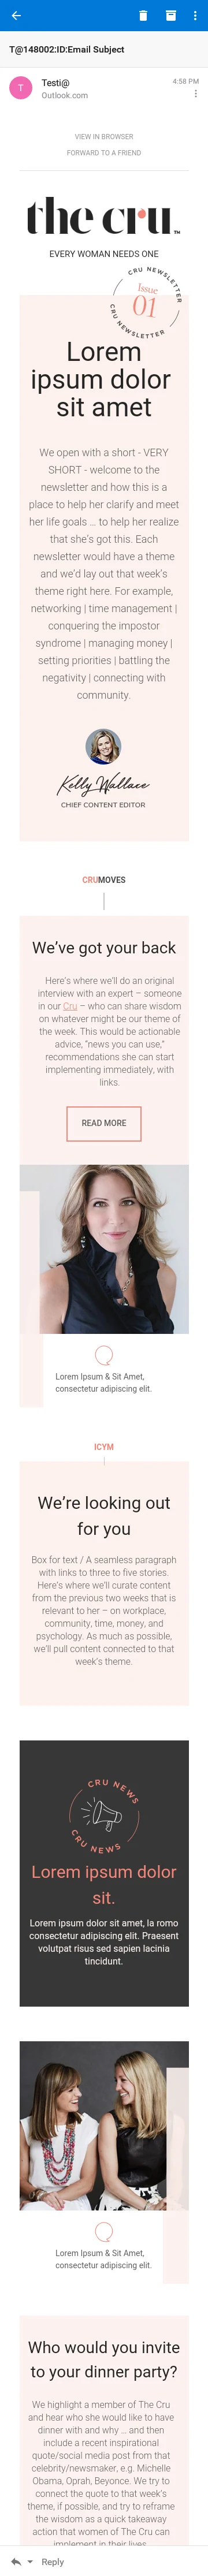 T@148002:ID:Email Subject
T
Testi@
4:58 PM
Outlook.com
VIEW IN BROWSER
FORWARD TO A FRIEND
the cru.™
EVERY WOMAN NEEDS ONE
CRU NEWSLETTER
Issue
01
CRU NEWSLETTER
Lorem
ipsum dolor
sit amet
We open with a short - VERY
SHORT - welcome to the
newsletter and how this is a
place to help her clarify and meet
her life goals … to help her realize
that she's got this. Each
newsletter would have a theme
and we'd lay out that week's
theme right here. For example,
networking | time management |
conquering the impostor
syndrome | managing money |
setting priorities | battling the
negativity | connecting with
community.
Kelly Wallace
CHIEF CONTENT EDITOR
CRUMOVES
We've got your back
Here's where we'll do an original
interview with an expert – someone
in our Cru – who can share wisdom
on whatever might be our theme of
the week. This would be actionable
advice, "news you can use,"
recommendations she can start
implementing immediately, with
links.
READ MORE
Lorem Ipsum & Sit Amet,
consectetur adipiscing elit.
ICYM
We're looking out
for you
Box for text / A seamless paragraph
with links to three to five stories.
Here's where we'll curate content
from the previous two weeks that is
relevant to her – on workplace,
community, time, money, and
psychology. As much as possible,
we'll pull content connected to that
week's theme.
CRU NEWS
CRU NEWS
Lorem ipsum dolor
sit.
Lorem ipsum dolor sit amet, la romo
consectetur adipiscing elit. Praesent
volutpat risus sed sapien lacinia
tincidunt.
Lorem Ipsum & Sit Amet,
consectetur adipiscing elit.
Who would you invite
to your dinner party?
We highlight a member of The Cru
and hear who she would like to have
dinner with and why … and then
include a recent inspirational
quote/social media post from that
celebrity/newsmaker, e.g. Michelle
Obama, Oprah, Beyonce. We try to
connect the quote to that week's
theme, if possible, and try to reframe
the wisdom as a quick takeaway
action that women of The Cru can
implement in their lives
Reply